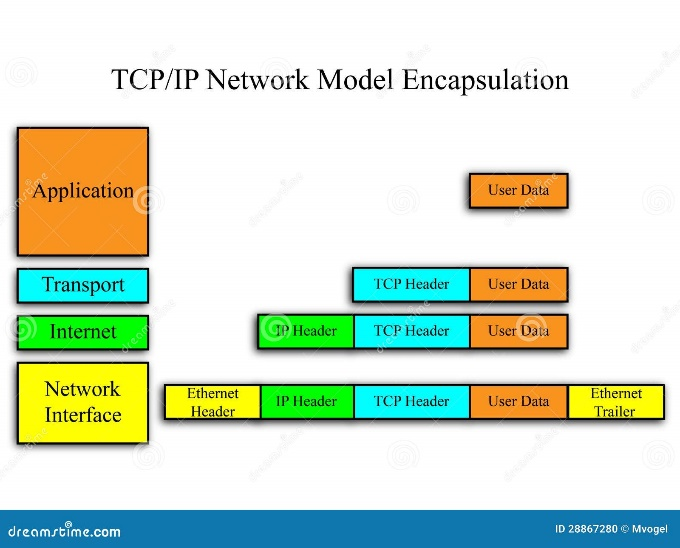 TCP/IP Network Model Encapsulation
Application
User Data
Transport
TCP Header
User Data
Internet
IP Header
TCP Header
User Data
Network
Interface
Ethernet
Header
IP Header
TCP Header
User Data
Ethernet
Trailer
dreamstime.com
ID 28867280 © Mvogel